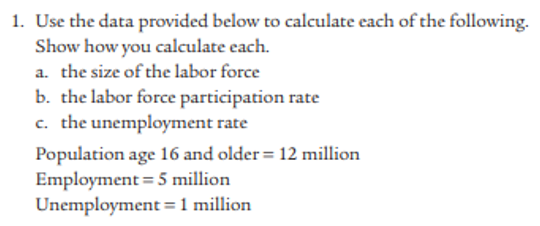 1. Use the data provided below to calculate each of the following.
Show how you calculate each.
a. the size of the labor force
b. the labor force participation rate
c. the unemployment rate
Population age 16 and older = 12 million
Employment = 5 million
Unemployment = 1 million